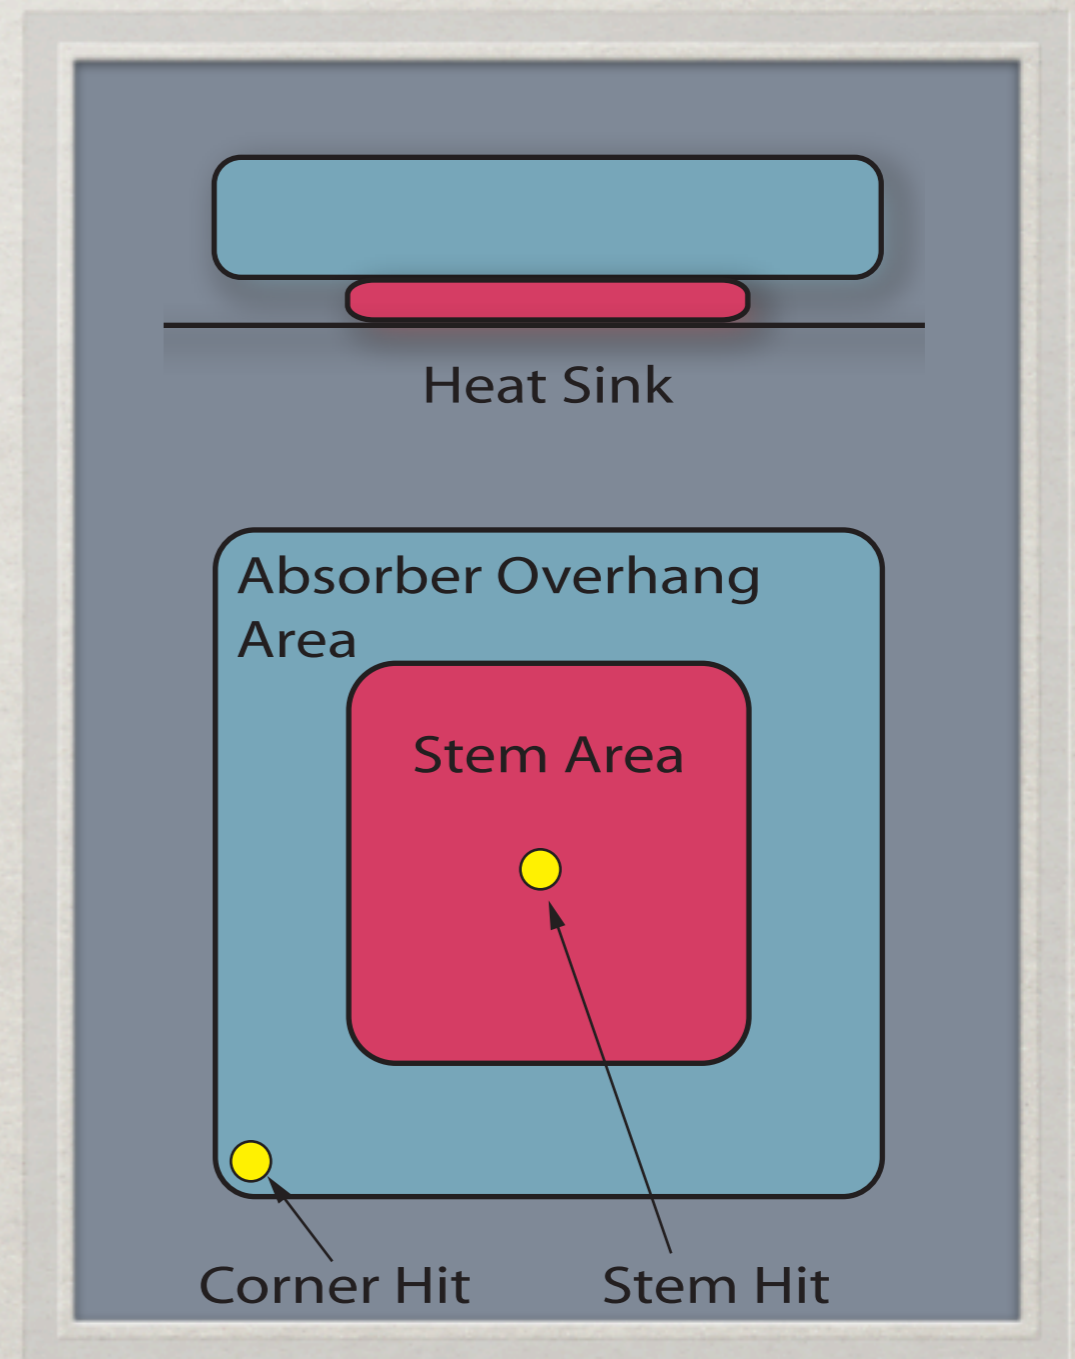 Heat Sink
Absorber Overhang
Area
Stem Area
Corner Hit
Stem Hit